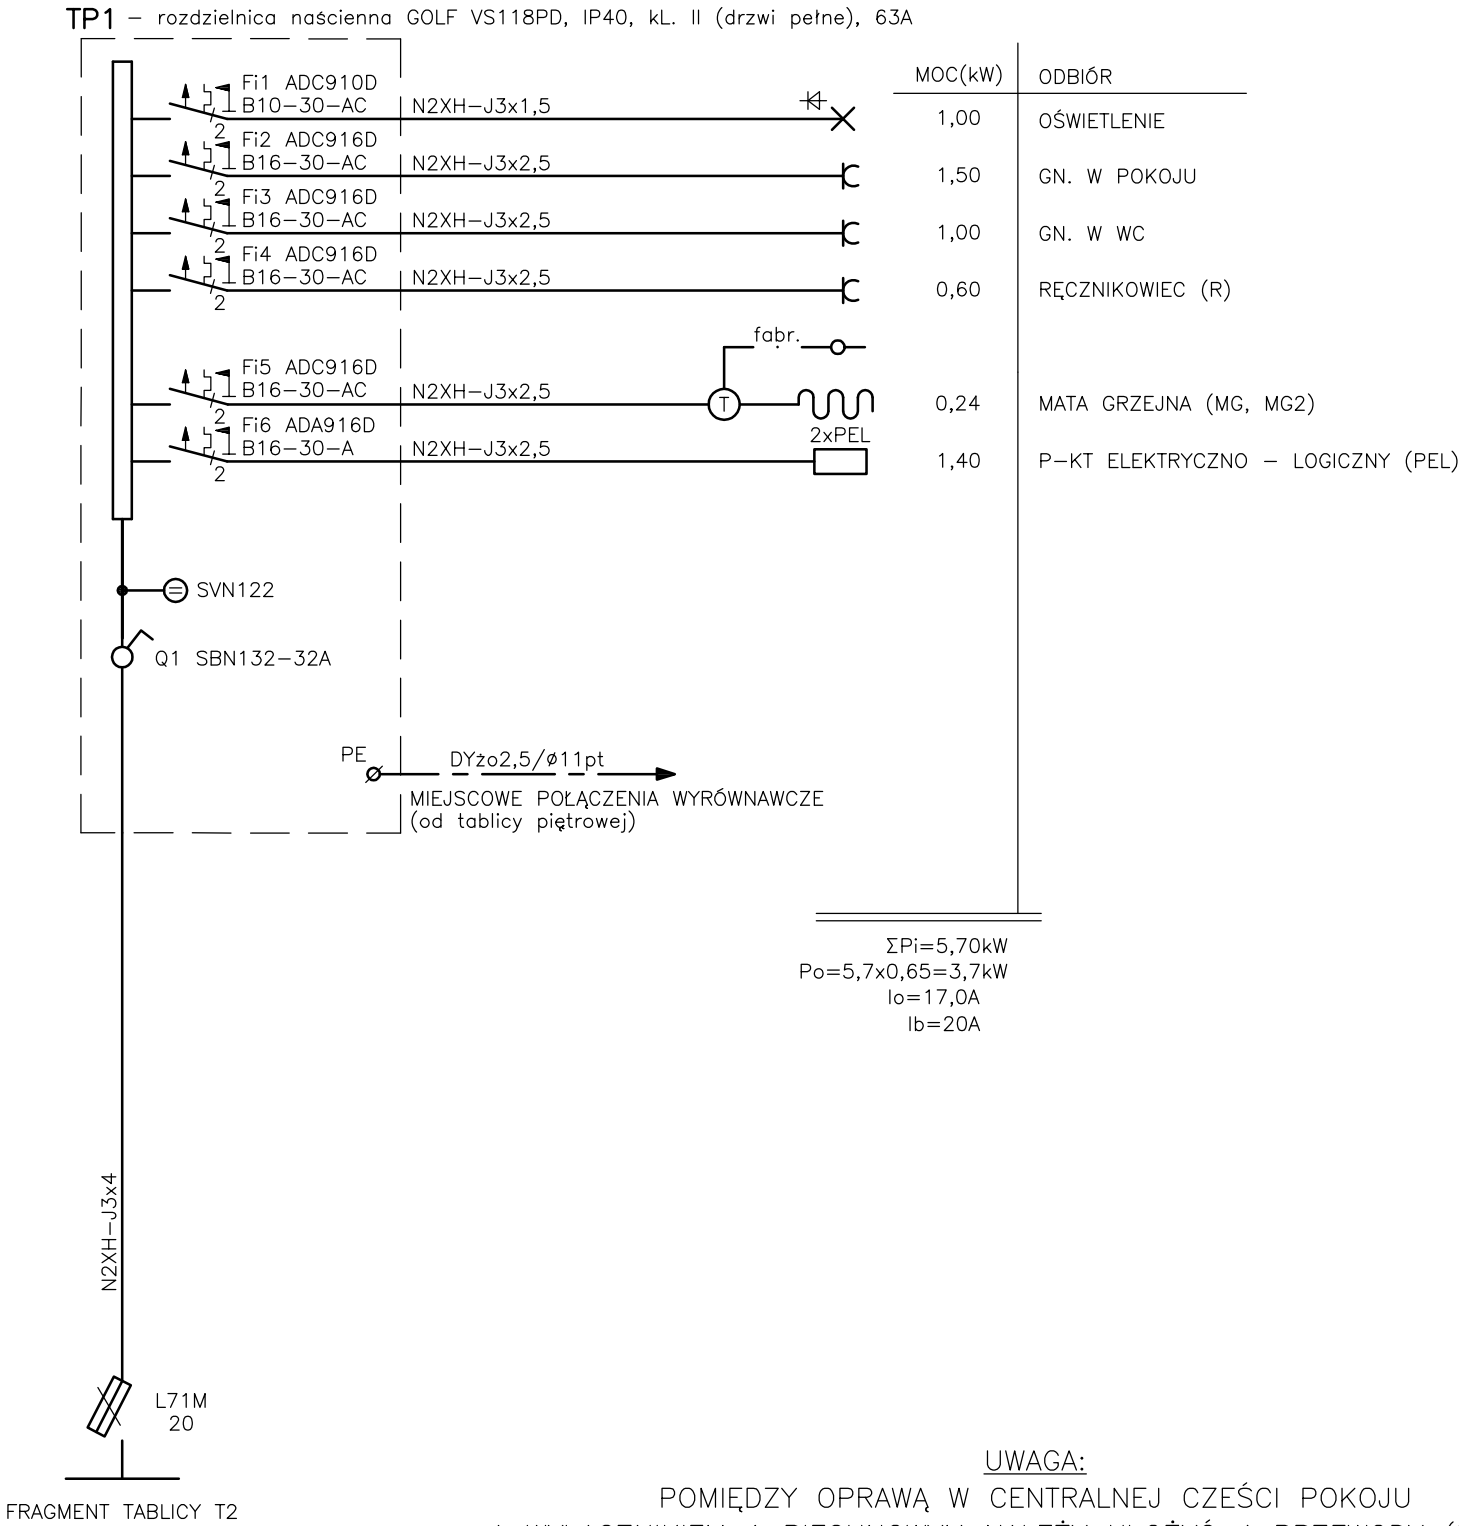 TP1 – rozdzielnica naścienna GOLF VS118PD, IP40, kL. II (drzwi pełne), 63A
MOC(kW) ODBIÓR
Fi1 ADC910D
B10–30–AC N2XH–J3x1,5
2
1,00 OŚWIETLENIE
Fi2 ADC916D
B16–30–AC N2XH–J3x2,5
2
1,50 GN. W POKOJU
Fi3 ADC916D
B16–30–AC N2XH–J3x2,5
2
1,00 GN. W WC
Fi4 ADC916D
B16–30–AC N2XH–J3x2,5
2
0,60 RĘCZNIKOWIEC (R)
fabr.
Fi5 ADC916D
B16–30–AC N2XH–J3x2,5
2
T
0,24 MATA GRZEJNA (MG, MG2)
Fi6 ADA916D
B16–30–A N2XH–J3x2,5
2
2xPEL
1,40 P–KT ELEKTRYCZNO – LOGICZNY (PEL)
SVN122
Q1 SBN132–32A
PE
DYżo2,5/ø11pt
MIEJSCOWE POŁĄCZENIA WYRÓWNAWCZE
(od tablicy piętrowej)
ΣPi=5,70kW
Po=5,7x0,65=3,7kW
Io=17,0A
Ib=20A
N2XH–J3x4
L71M
20
FRAGMENT TABLICY T2
UWAGA:
POMIĘDZY OPRAWĄ W CENTRALNEJ CZEŚCI POKOJU